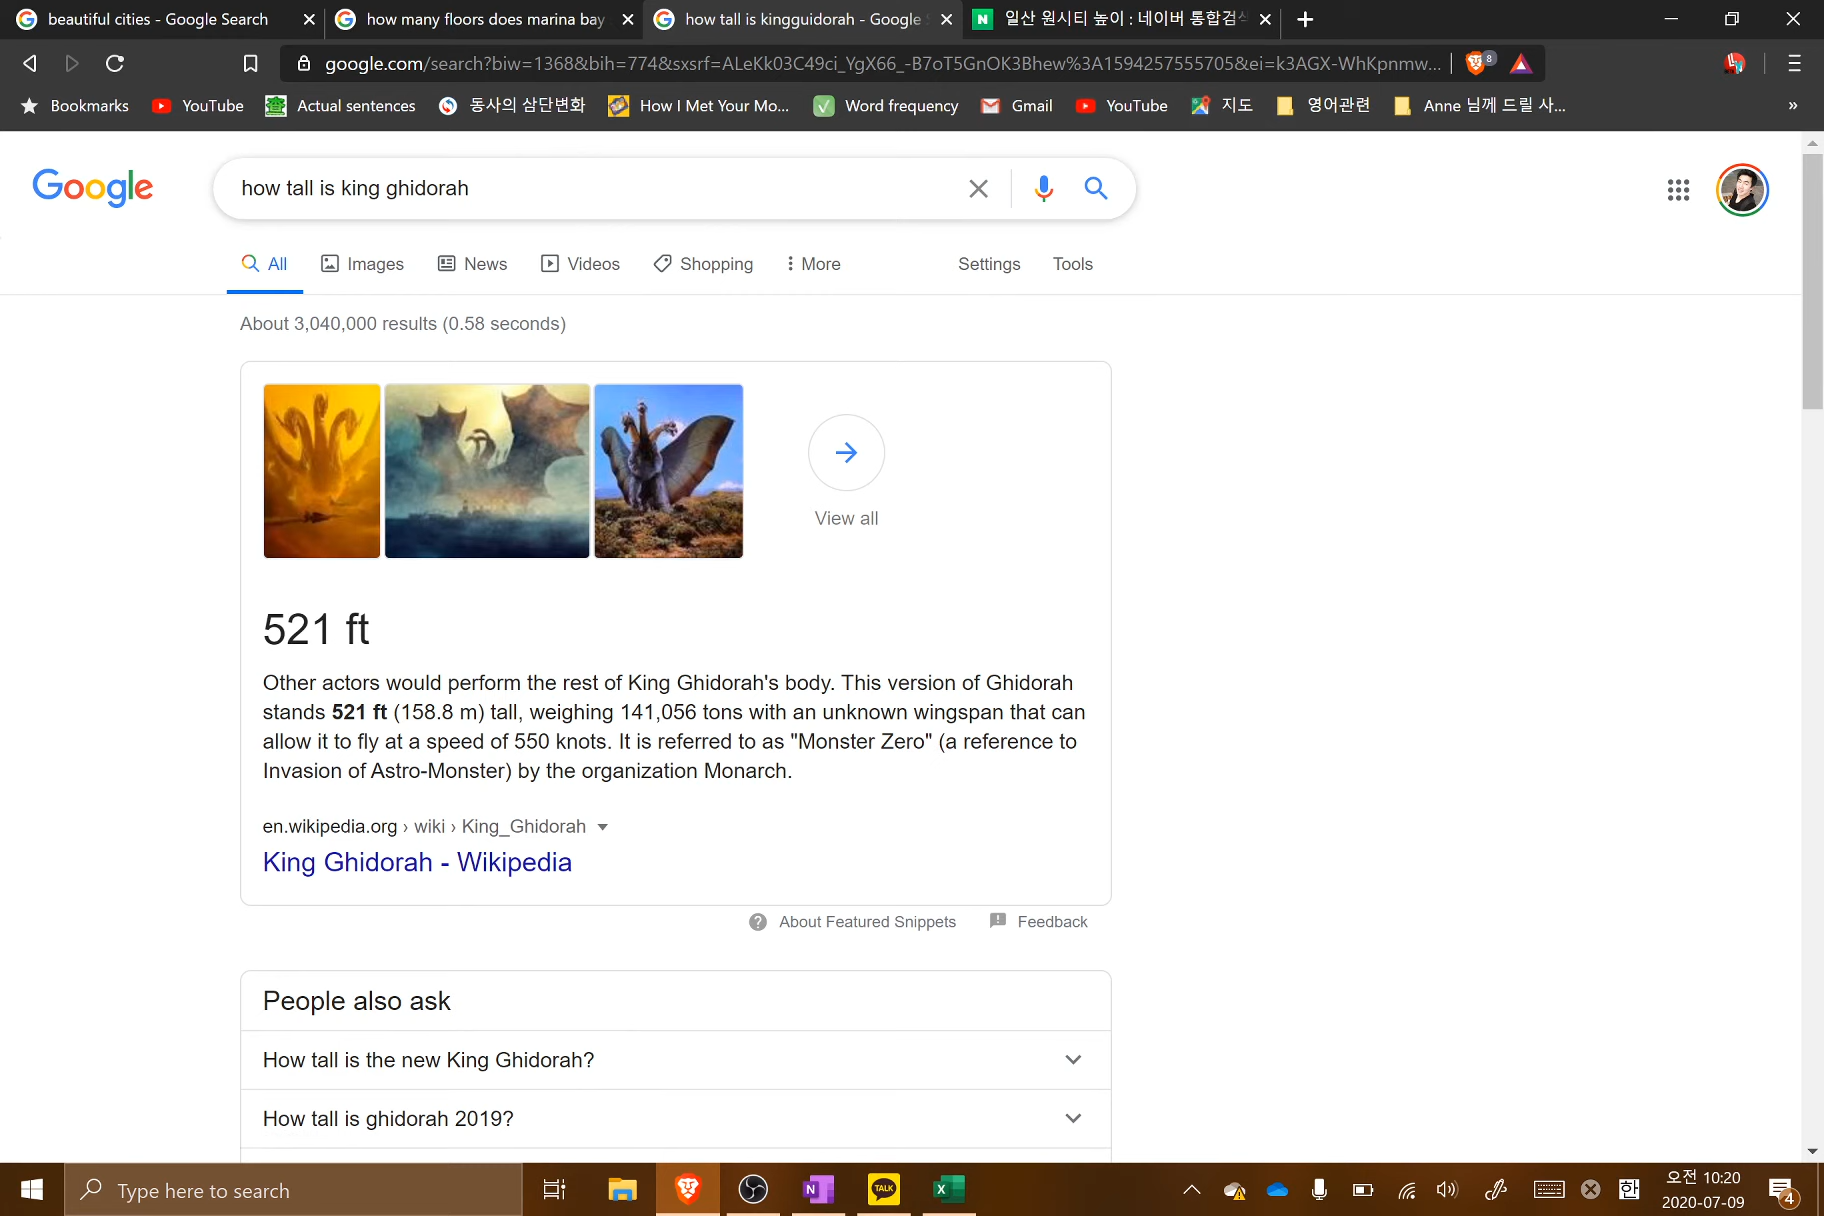 beautiful cities - Google Search
how many floors does marina bay
how tall is kingguidorah - Google
일산 원시티 높이 : 네이버 통합검색
google.com/search?biw=1368&bih=774&sxsrf=ALeKk03C49ci_YgX66_-B7oT5GnOK3Bhew%3A1594257555705&ei=k3AGX-WhKpnmw...
8
Bookmarks
YouTube
Actual sentences
동사의 삼단변화
How I Met Your Mo...
Word frequency
Gmail
YouTube
지도
영어관련
Anne 님께 드릴 사...
»
Google
how tall is king ghidorah
All
Images
News
Videos
Shopping
More
Settings
Tools
About 3,040,000 results (0.58 seconds)
View all
521 ft
Other actors would perform the rest of King Ghidorah's body. This version of Ghidorah
stands 521 ft (158.8 m) tall, weighing 141,056 tons with an unknown wingspan that can
allow it to fly at a speed of 550 knots. It is referred to as "Monster Zero" (a reference to
Invasion of Astro-Monster) by the organization Monarch.
en.wikipedia.org › wiki › King_Ghidorah
King Ghidorah - Wikipedia
About Featured Snippets
Feedback
People also ask
How tall is the new King Ghidorah?
How tall is ghidorah 2019?
Type here to search
N
TALK
X
한
오전 10:20
2020-07-09
4